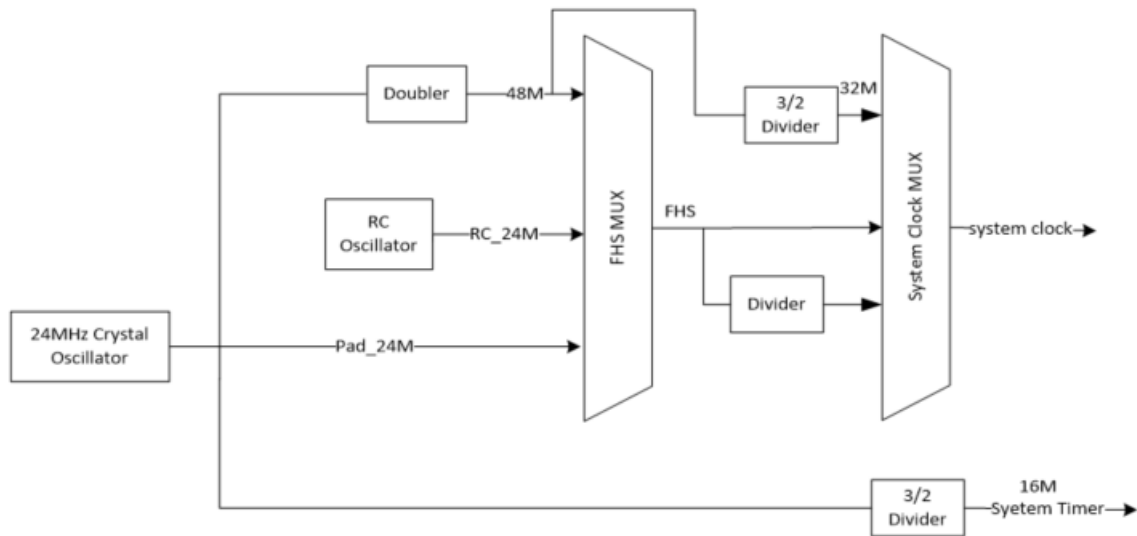 Doubler
48M
3/2
Divider
32M
RC
Oscillator
RC_24M
FHS MUX
FHS
System Clock MUX
system clock
Divider
24MHz Crystal
Oscillator
Pad_24M
3/2
Divider
16M
Syetem Timer